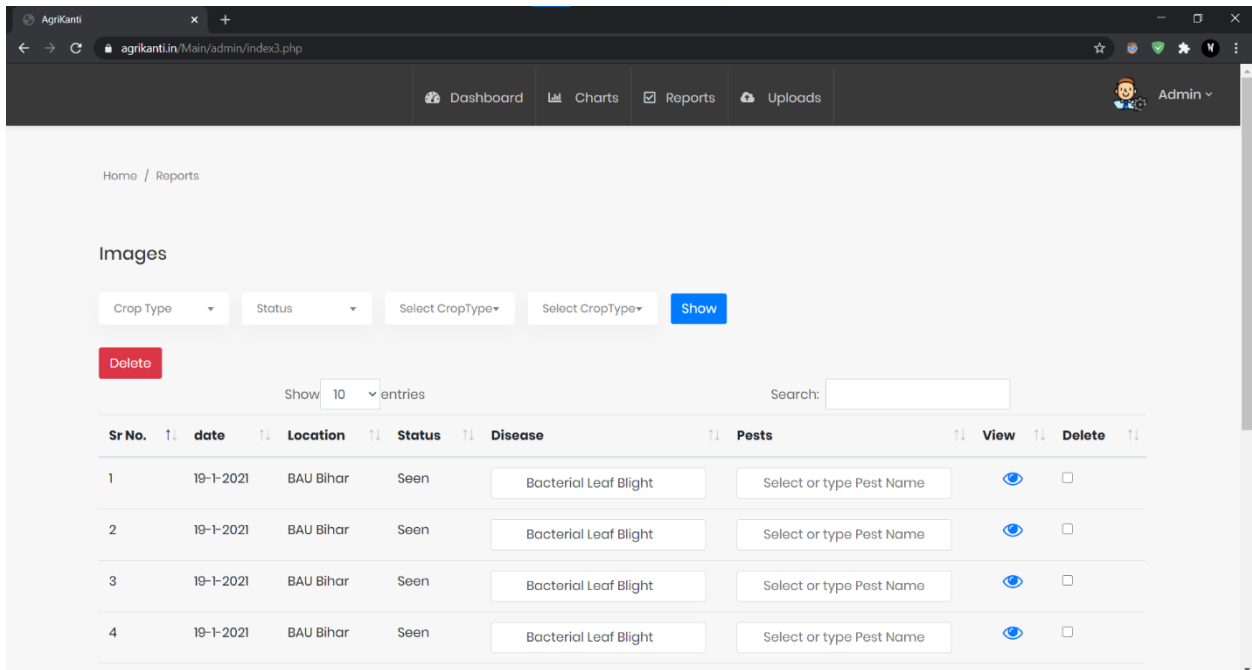 AgriKanti
agrikanti.in/Main/admin/index3.php
Dashboard Charts Reports Uploads Admin
Home / Reports
Images
Crop Type Status Select CropType Select CropType Show
Delete
Show 10 entries Search:
Sr No. date Location Status Disease Pests View Delete
1 19-1-2021 BAU Bihar Seen Bacterial Leaf Blight Select or type Pest Name
2 19-1-2021 BAU Bihar Seen Bacterial Leaf Blight Select or type Pest Name
3 19-1-2021 BAU Bihar Seen Bacterial Leaf Blight Select or type Pest Name
4 19-1-2021 BAU Bihar Seen Bacterial Leaf Blight Select or type Pest Name